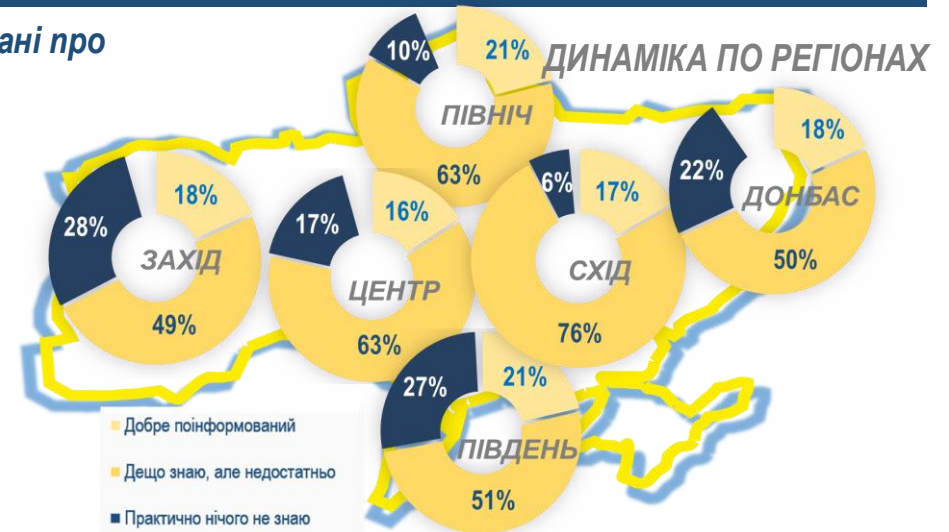 ані про
ДИНАМІКА ПО РЕГІОНАХ
10%
21%
ПІВНІЧ
63%
28%
18%
ЗАХІД
49%
17%
16%
ЦЕНТР
63%
6%
17%
СХІД
76%
22%
18%
ДОНБАС
50%
27%
21%
ПІВДЕНЬ
51%
Добре поінформований
Дещо знаю, але недостатньо
Практично нічого не знаю